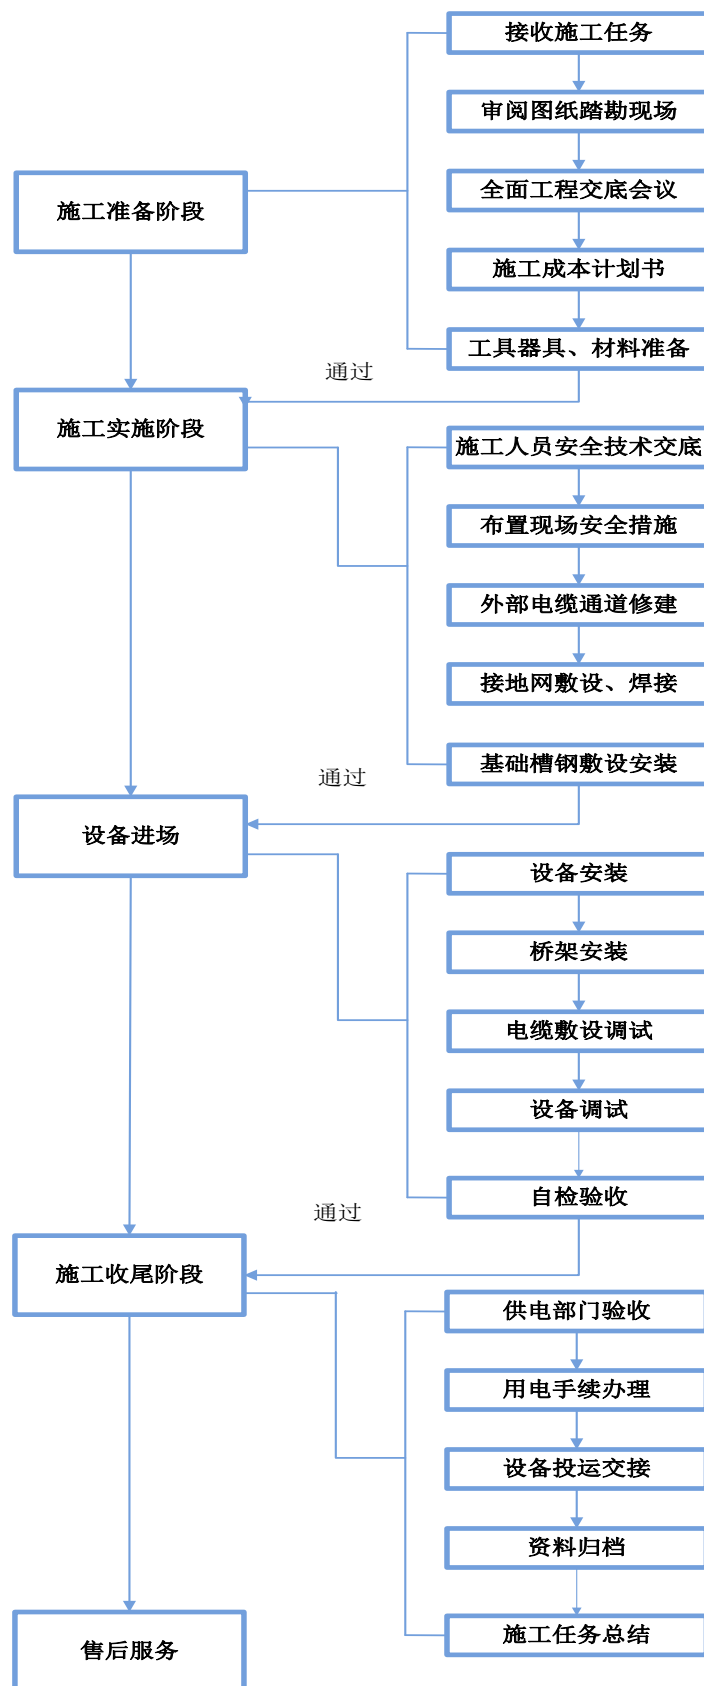 接收施工任务
审阅图纸踏勘现场
全面工程交底会议
施工准备阶段
施工成本计划书
工具器具、材料准备
通过
施工实施阶段
施工人员安全技术交底
布置现场安全措施
外部电缆通道修建
接地网敷设、焊接
基础槽钢敷设安装
通过
设备进场
设备安装
桥架安装
电缆敷设调试
设备调试
自检验收
通过
施工收尾阶段
供电部门验收
用电手续办理
设备投运交接
资料归档
施工任务总结
售后服务